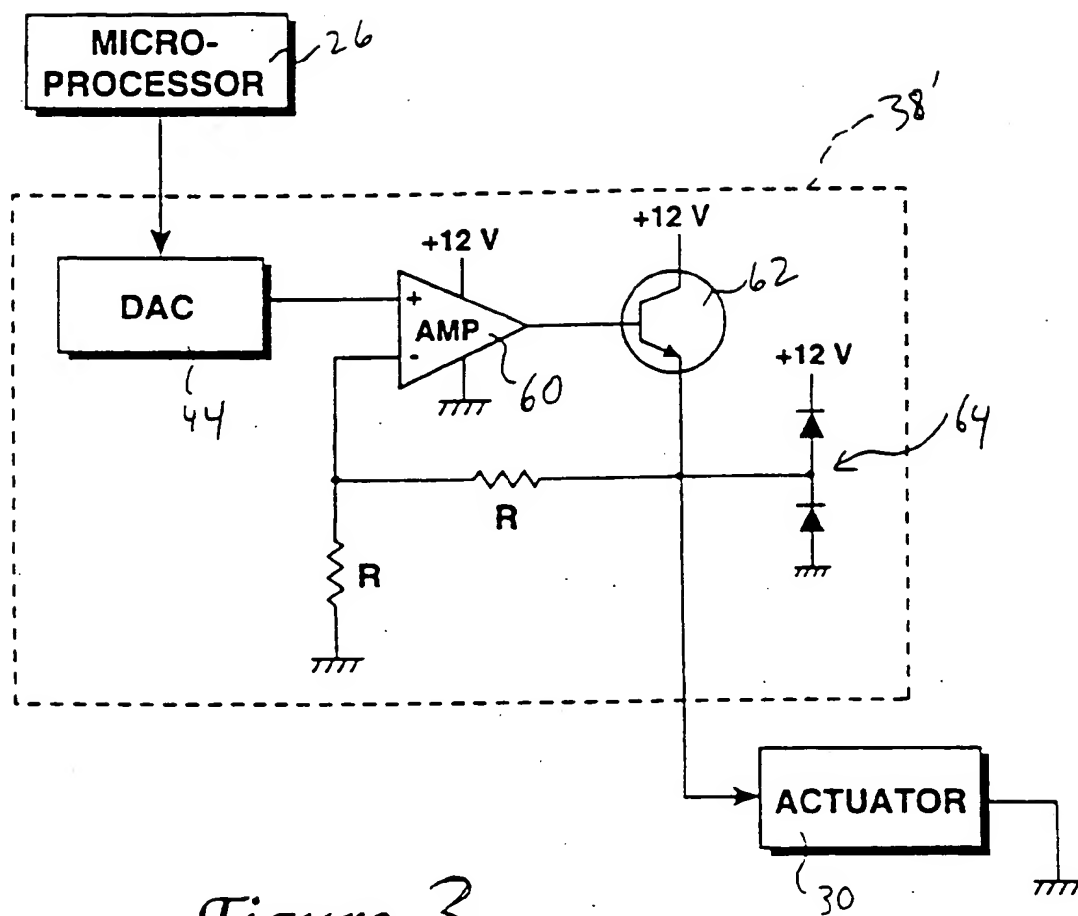 MICRO-
PROCESSOR
26
38'
+12 V
+12 V
62
DAC
+
AMP
-
60
44
+12 V
64
R
R
ACTUATOR
30
Figure 3